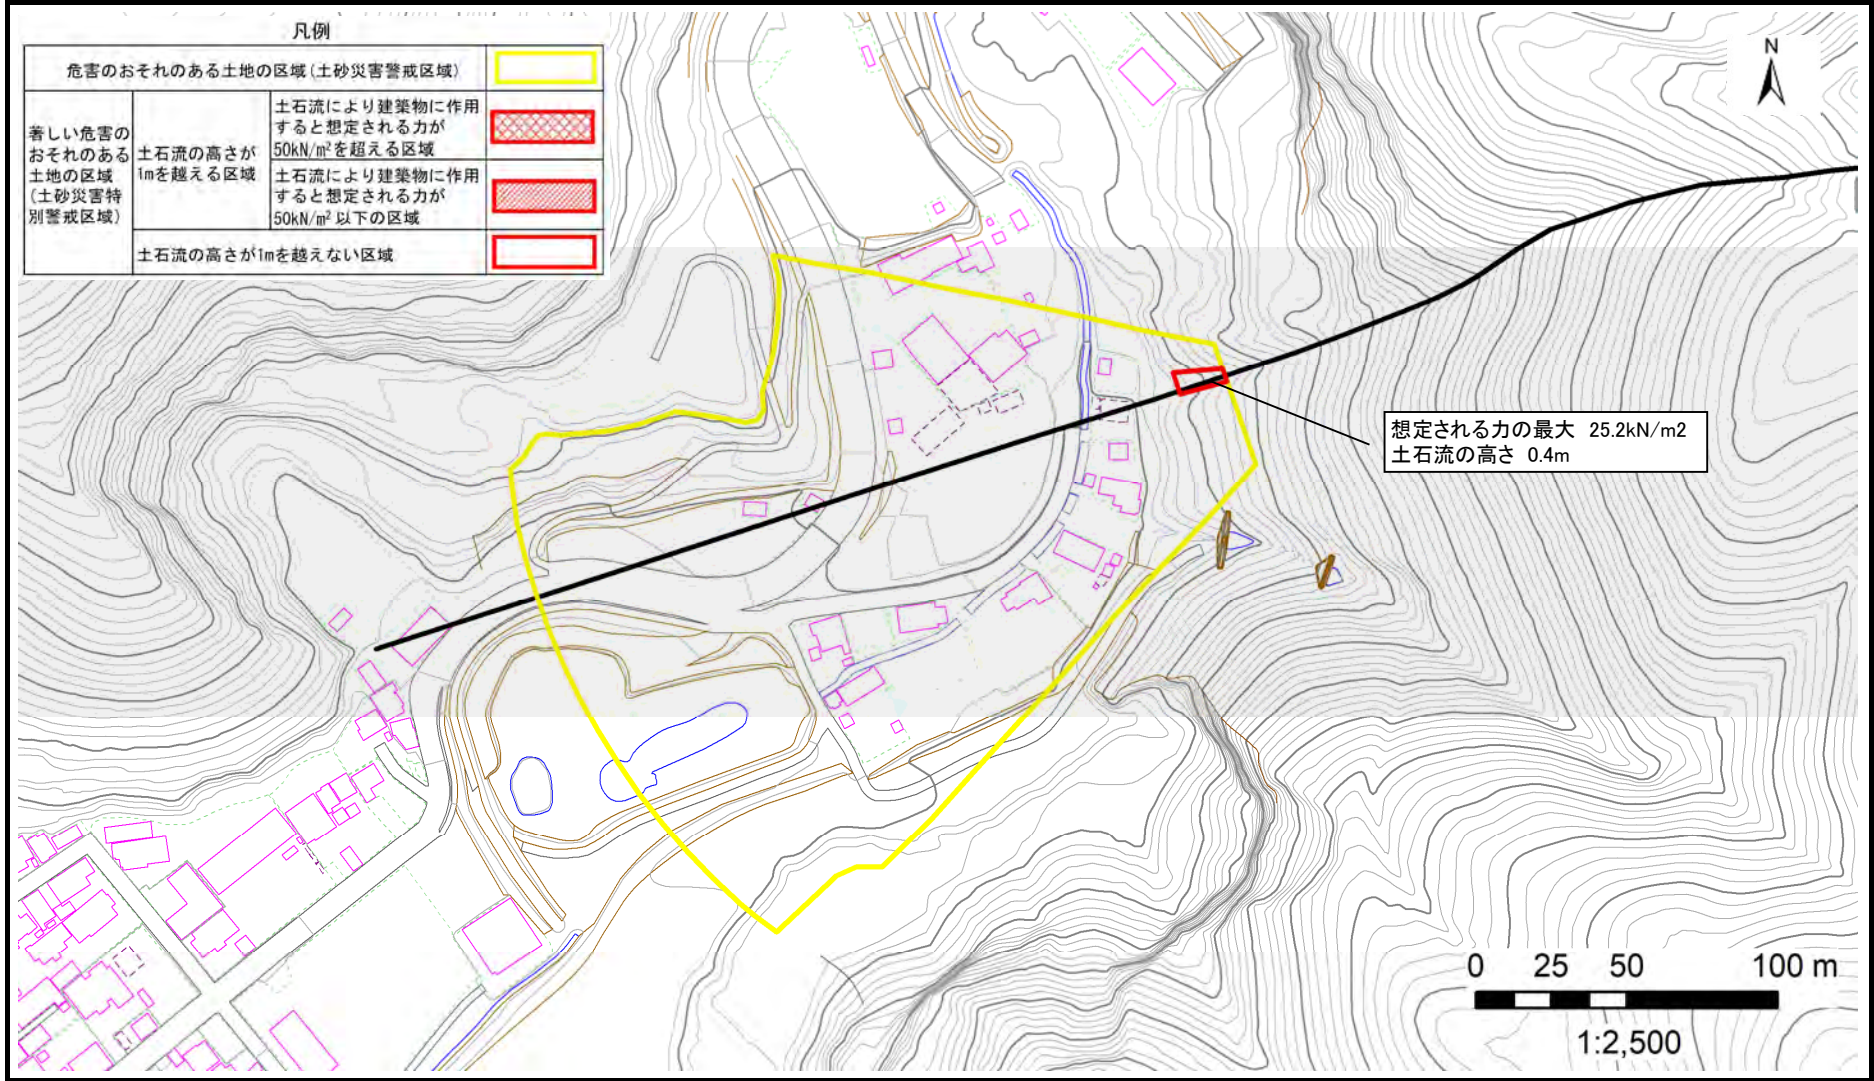 凡例
危害のおそれのある土地の区域(土砂災害警戒区域)
著しい危害の
おそれのある
土地の区域
(土砂災害特
別警戒区域)
土石流の高さが
1mを越える区域
土石流により建築物に作用
すると想定される力が
50kN/m²を超える区域
土石流により建築物に作用
すると想定される力が
50kN/m² 以下の区域
土石流の高さが1mを越えない区域
N
想定される力の最大 25.2kN/m2
土石流の高さ 0.4m
0 25 50 100 m
1:2,500